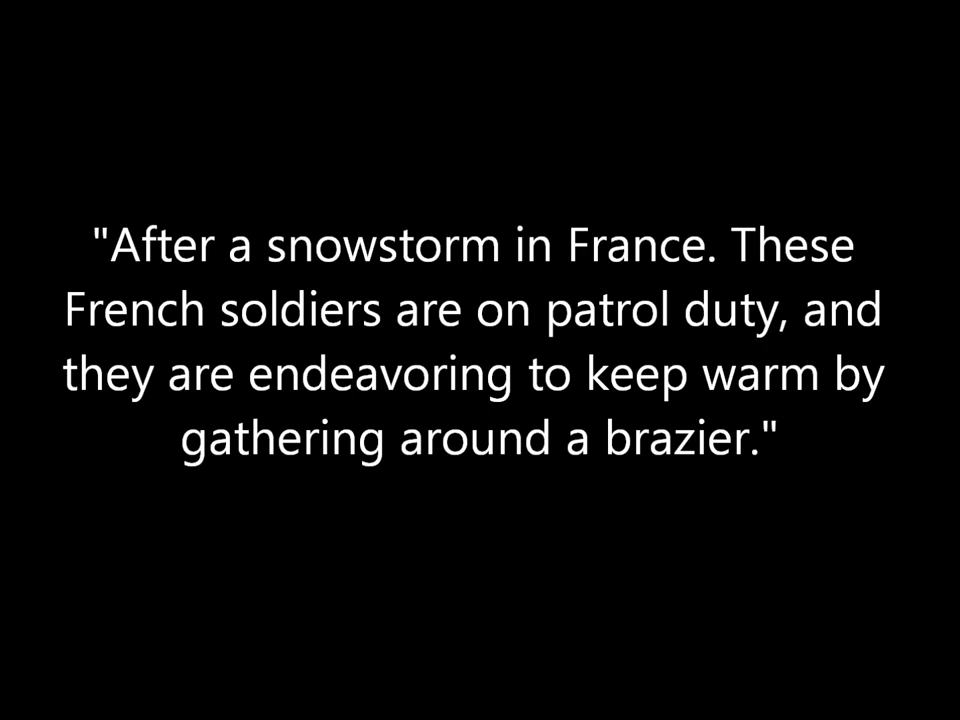 "After a snowstorm in France. These
French soldiers are on patrol duty, and
they are endeavoring to keep warm by
gathering around a brazier."